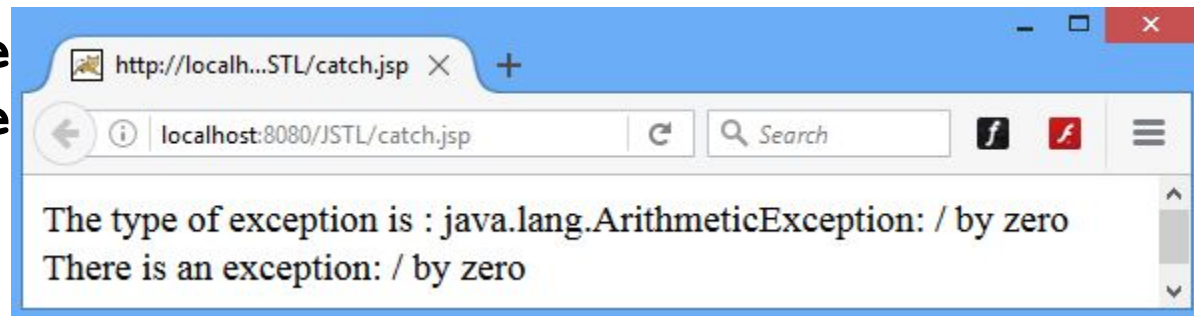 e
http://localh...STL/catch.jsp
e
localhost:8080/JSTL/catch.jsp
Search
The type of exception is : java.lang.ArithmeticException: / by zero
There is an exception: / by zero